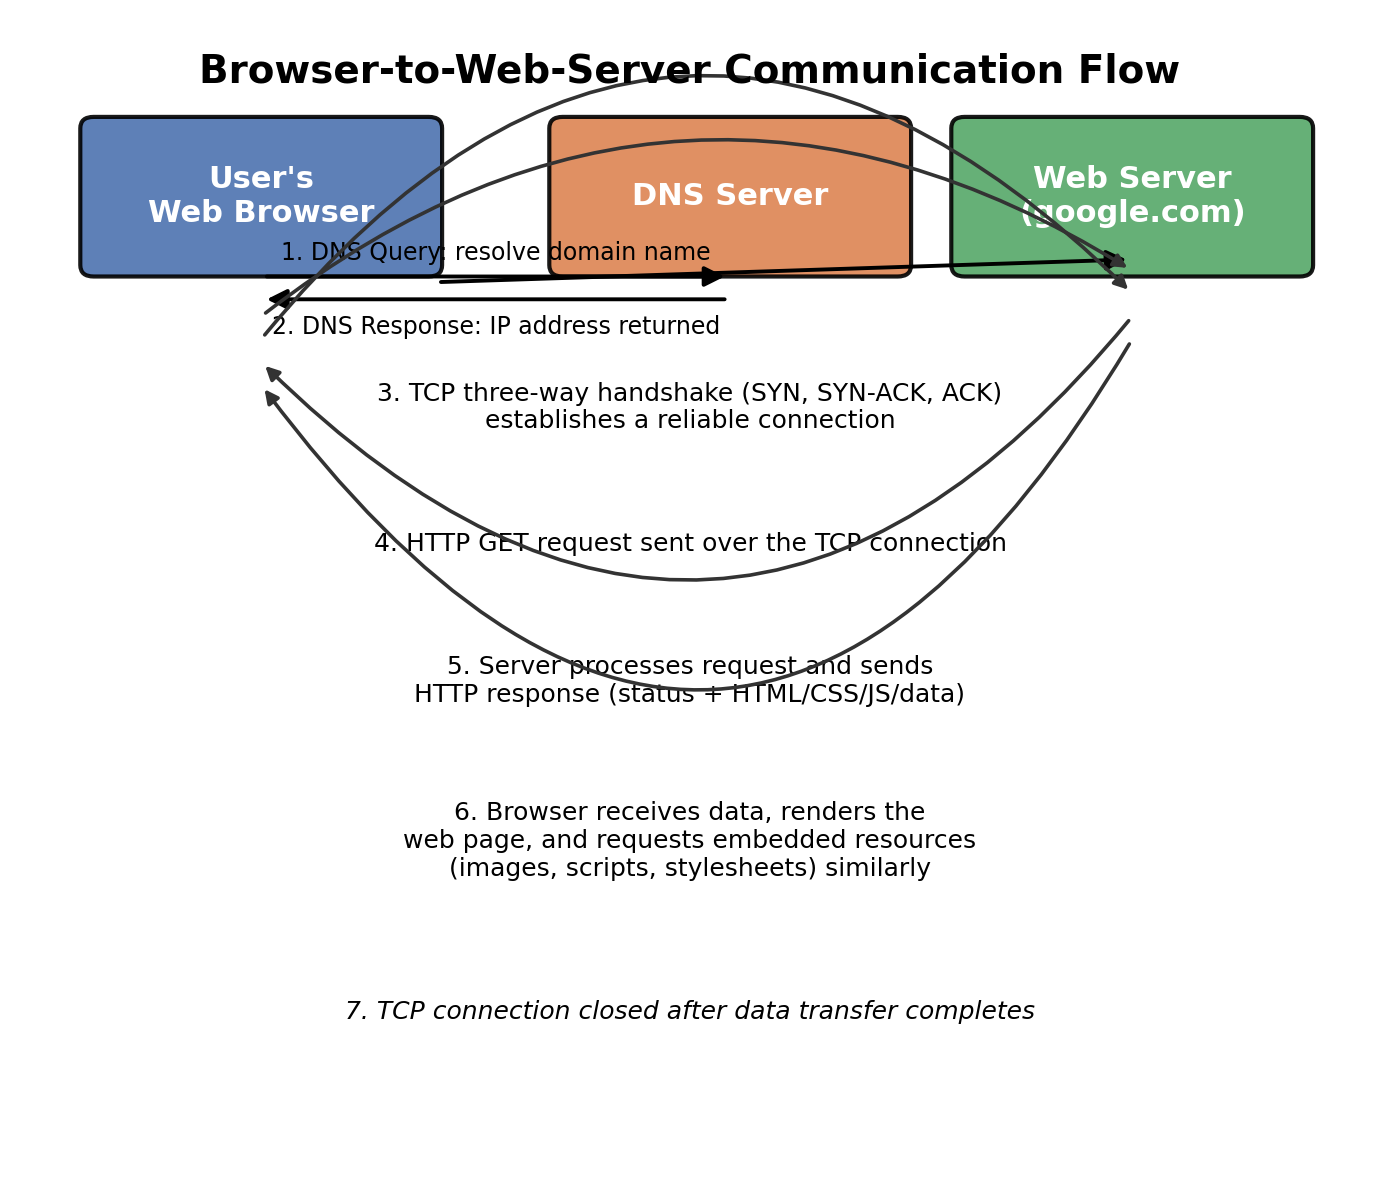 Browser-to-Web-Server Communication Flow
User's
Web Browser
DNS Server
Web Server
(google.com)
1. DNS Query: resolve domain name
2. DNS Response: IP address returned
3. TCP three-way handshake (SYN, SYN-ACK, ACK)
establishes a reliable connection
4. HTTP GET request sent over the TCP connection
5. Server processes request and sends
HTTP response (status + HTML/CSS/JS/data)
6. Browser receives data, renders the
web page, and requests embedded resources
(images, scripts, stylesheets) similarly
7. TCP connection closed after data transfer completes